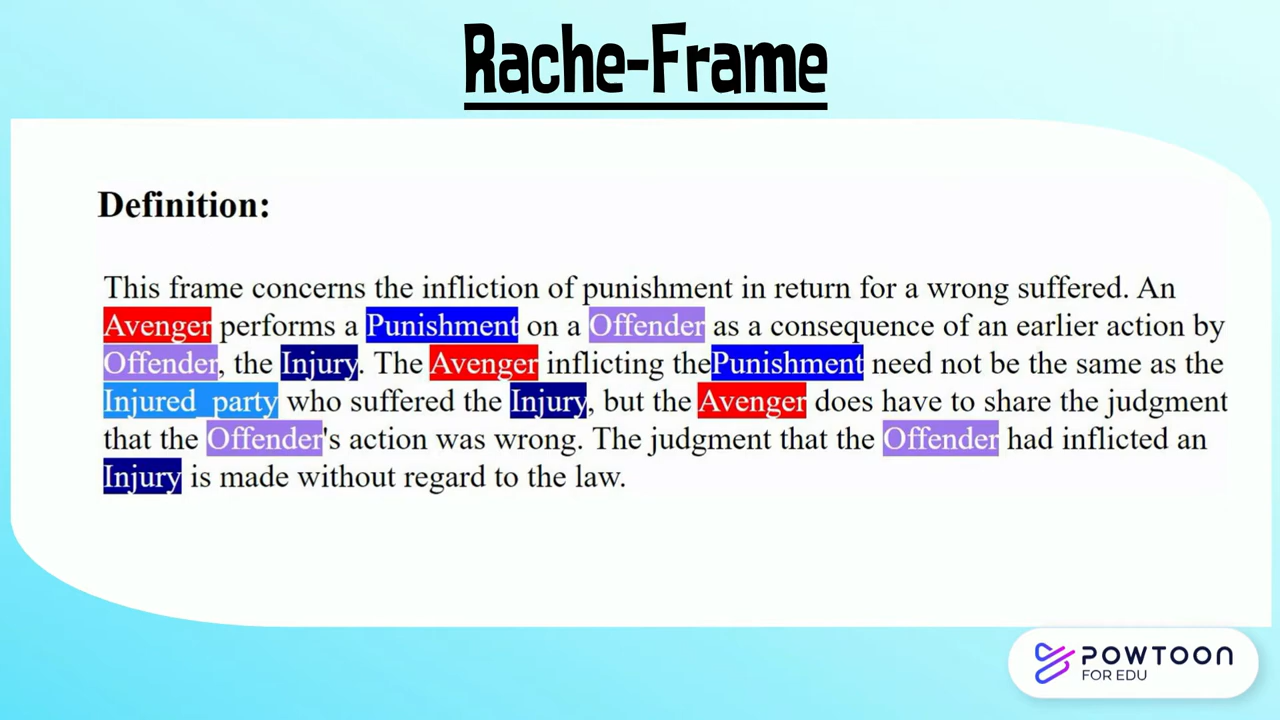 Rache-Frame
Definition:
This frame concerns the infliction of punishment in return for a wrong suffered. An
Avenger performs a Punishment on a Offender as a consequence of an earlier action by
Offender, the Injury. The Avenger inflicting thePunishment need not be the same as the
Injured_party who suffered the Injury, but the Avenger does have to share the judgment
that the Offender's action was wrong. The judgment that the Offender had inflicted an
Injury is made without regard to the law.
POWTOON
FOR EDU